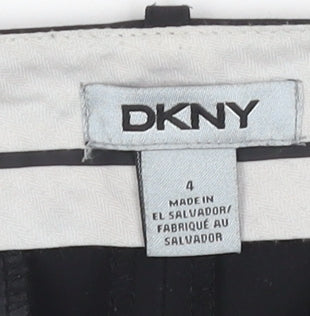 DKNY
4
MADE IN
EL SALVADOR/
FABRIQUÉ AU
SALVADOR